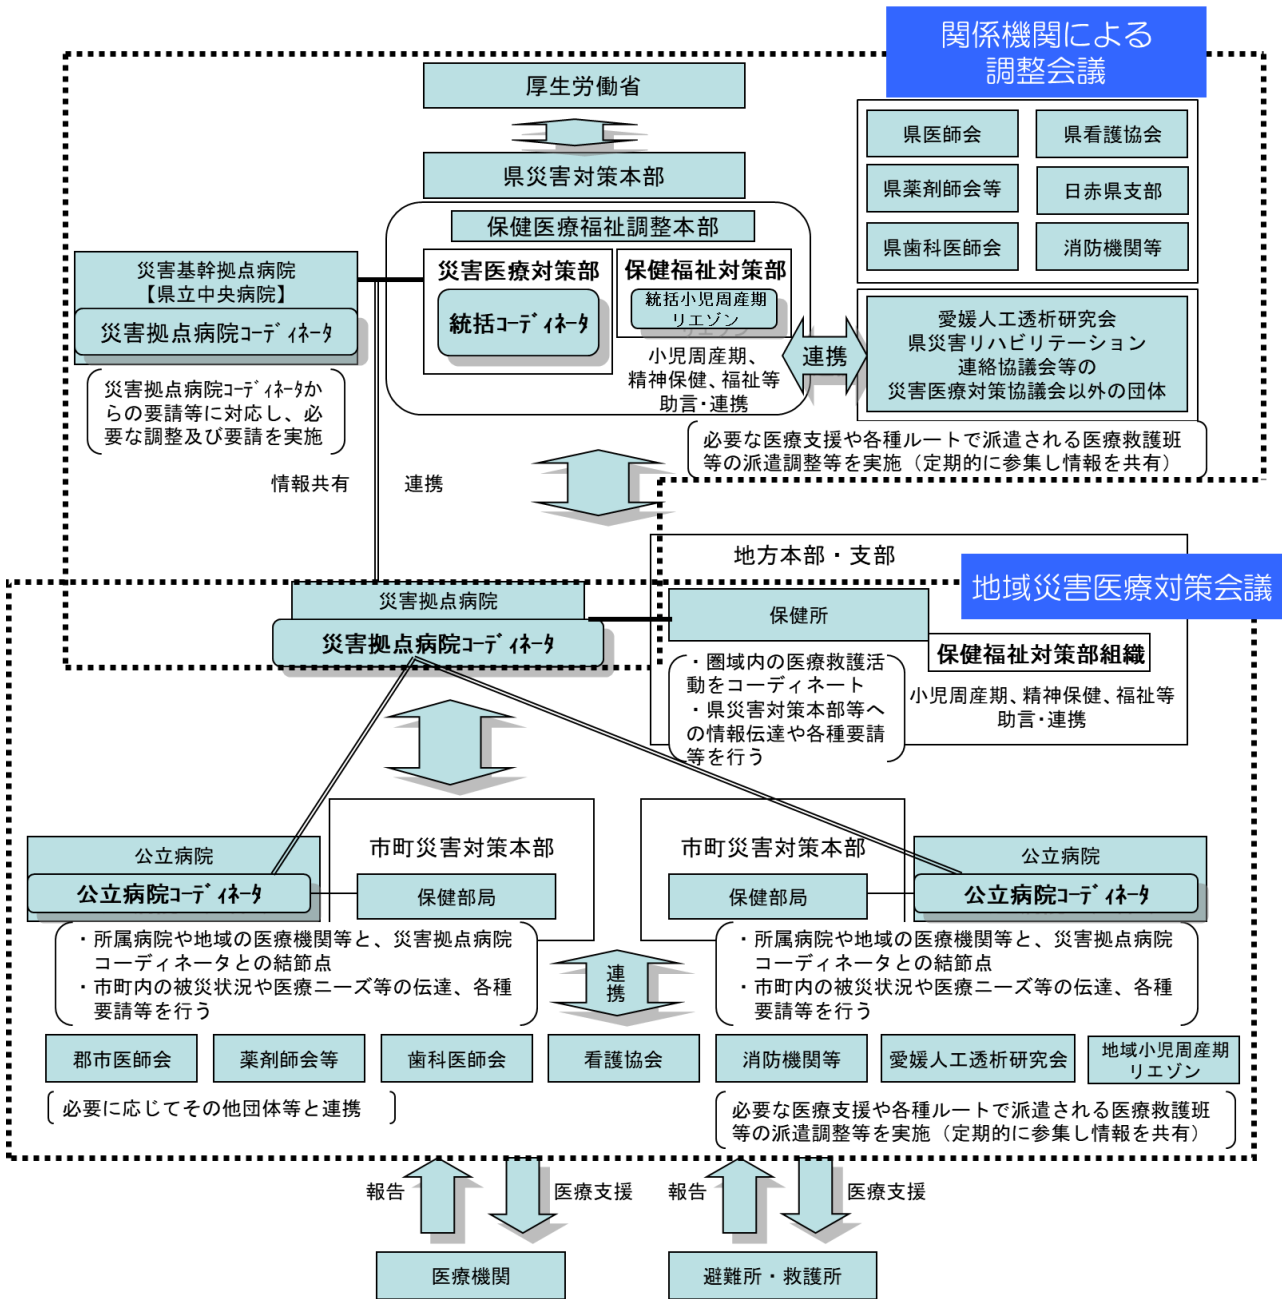 関係機関による
調整会議
厚生労働省
県災害対策本部
保健医療福祉調整本部
災害医療対策部
統括コーディネータ
保健福祉対策部
統括小児周産期
リエゾン
小児周産期、
精神保健、福祉等
助言・連携
災害基幹拠点病院
【県立中央病院】
災害拠点病院コーディネータ
災害拠点病院コーディネータか
らの要請等に対応し、必
要な調整及び要請を実施
県医師会
県看護協会
県薬剤師会等
日赤県支部
県歯科医師会
消防機関等
連携
愛媛人工透析研究会
県災害リハビリテーション
連絡協議会等の
災害医療対策協議会以外の団体
必要な医療支援や各種ルートで派遣される医療救護班
等の派遣調整等を実施（定期的に参集し情報を共有）
情報共有
連携
地方本部・支部
地域災害医療対策会議
災害拠点病院
災害拠点病院コーディネータ
保健所
保健福祉対策部組織
・圏域内の医療救護活
動をコーディネート
・県災害対策本部等へ
の情報伝達や各種要請
等を行う
小児周産期、精神保健、福祉等
助言・連携
公立病院
公立病院コーディネータ
市町災害対策本部
保健部局
市町災害対策本部
保健部局
公立病院
公立病院コーディネータ
・所属病院や地域の医療機関等と、災害拠点病院
コーディネータとの結節点
・市町内の被災状況や医療ニーズ等の伝達、各種
要請等を行う
連携
・所属病院や地域の医療機関等と、災害拠点病院
コーディネータとの結節点
・市町内の被災状況や医療ニーズ等の伝達、各種
要請等を行う
郡市医師会
薬剤師会等
歯科医師会
看護協会
消防機関等
愛媛人工透析研究会
地域小児周産期
リエゾン
必要に応じてその他団体等と連携
必要な医療支援や各種ルートで派遣される医療救護班
等の派遣調整等を実施（定期的に参集し情報を共有）
報告
医療支援
報告
医療支援
医療機関
避難所・救護所